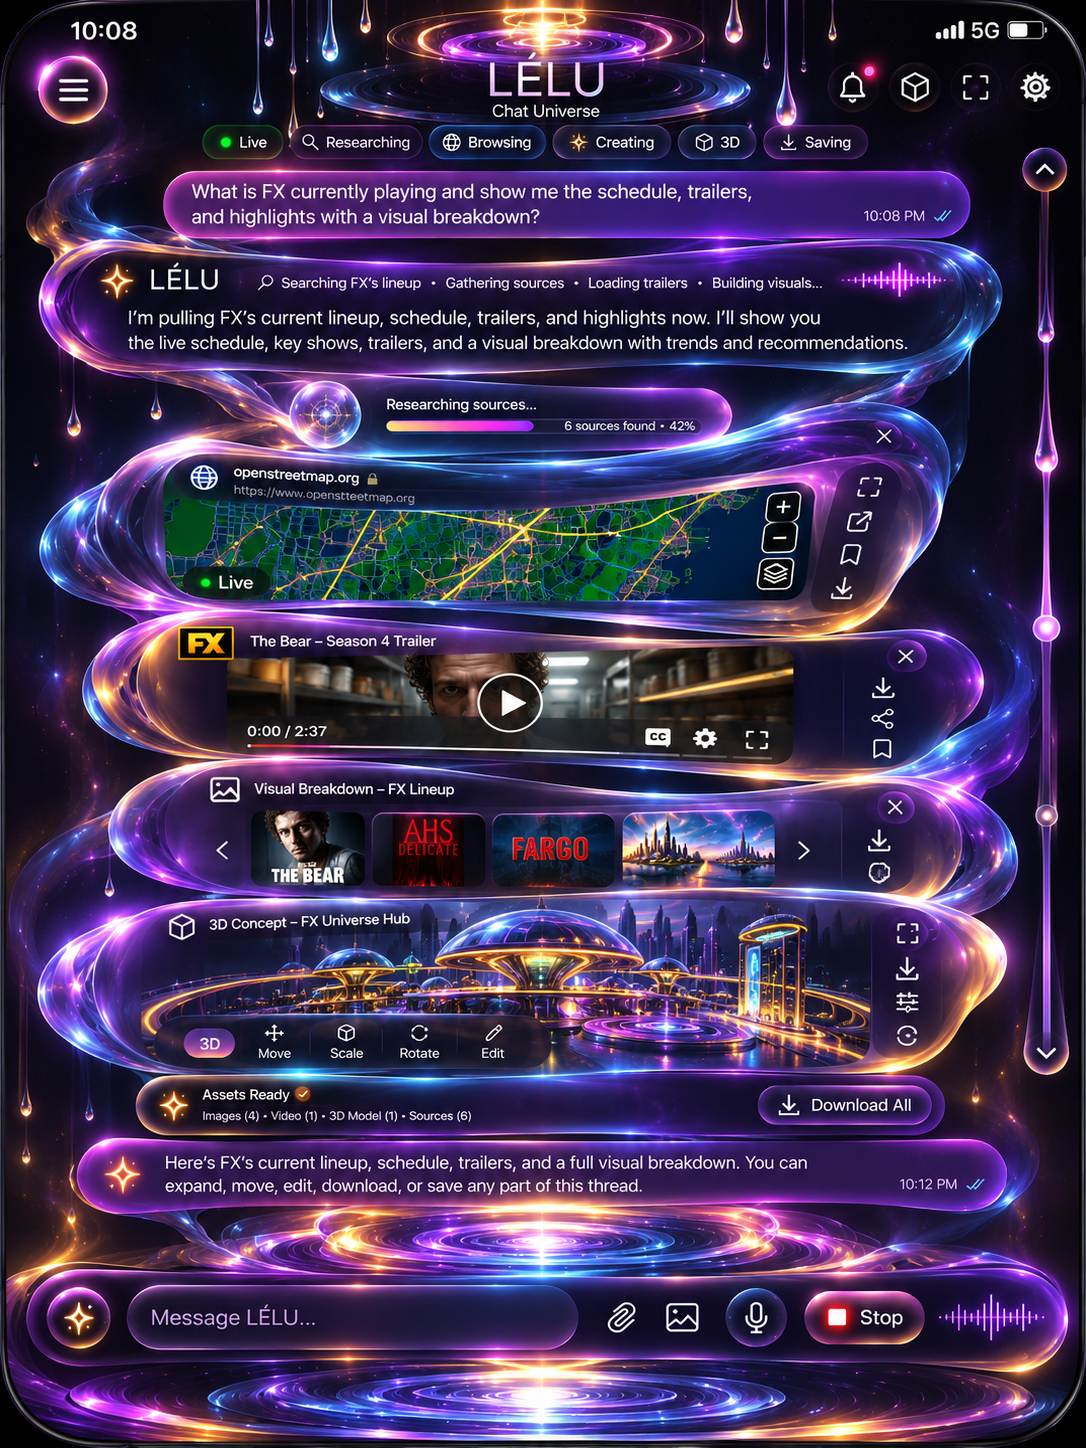 10:08
5G
LÉLU
Chat Universe
Live
Researching
Browsing
Creating
3D
Saving
What is FX currently playing and show me the schedule, trailers,
and highlights with a visual breakdown?
10:08 PM
LÉLU
Searching FX's lineup • Gathering sources • Loading trailers • Building visuals...
I'm pulling FX's current lineup, schedule, trailers, and highlights now. I'll show you
the live schedule, key shows, trailers, and a visual breakdown with trends and recommendations.
Researching sources...
6 sources found • 42%
openstreetmap.org
https://www.openstteetmap.org
Live
FX
The Bear – Season 4 Trailer
0:00 / 2:37
CC
Visual Breakdown – FX Lineup
THE BEAR
AHS
DELICATE
FARGO
3D Concept – FX Universe Hub
3D
Move
Scale
Rotate
Edit
Assets Ready
Images (4) • Video (1) • 3D Model (1) • Sources (6)
Download All
Here's FX's current lineup, schedule, trailers, and a full visual breakdown. You can
expand, move, edit, download, or save any part of this thread.
10:12 PM
Message LÉLU...
Stop